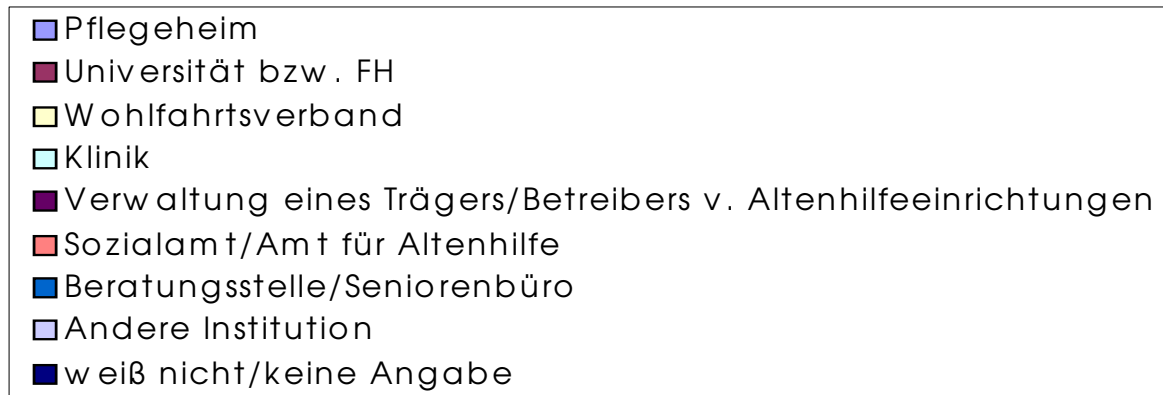 Pflegeheim
Universität bzw. FH
Wohlfahrtsverband
Klinik
Verwaltung eines Trägers/Betreibers v. Altenhilfeeinrichtungen
Sozialamt/Amt für Altenhilfe
Beratungsstelle/Seniorenbüro
Andere Institution
weiß nicht/keine Angabe